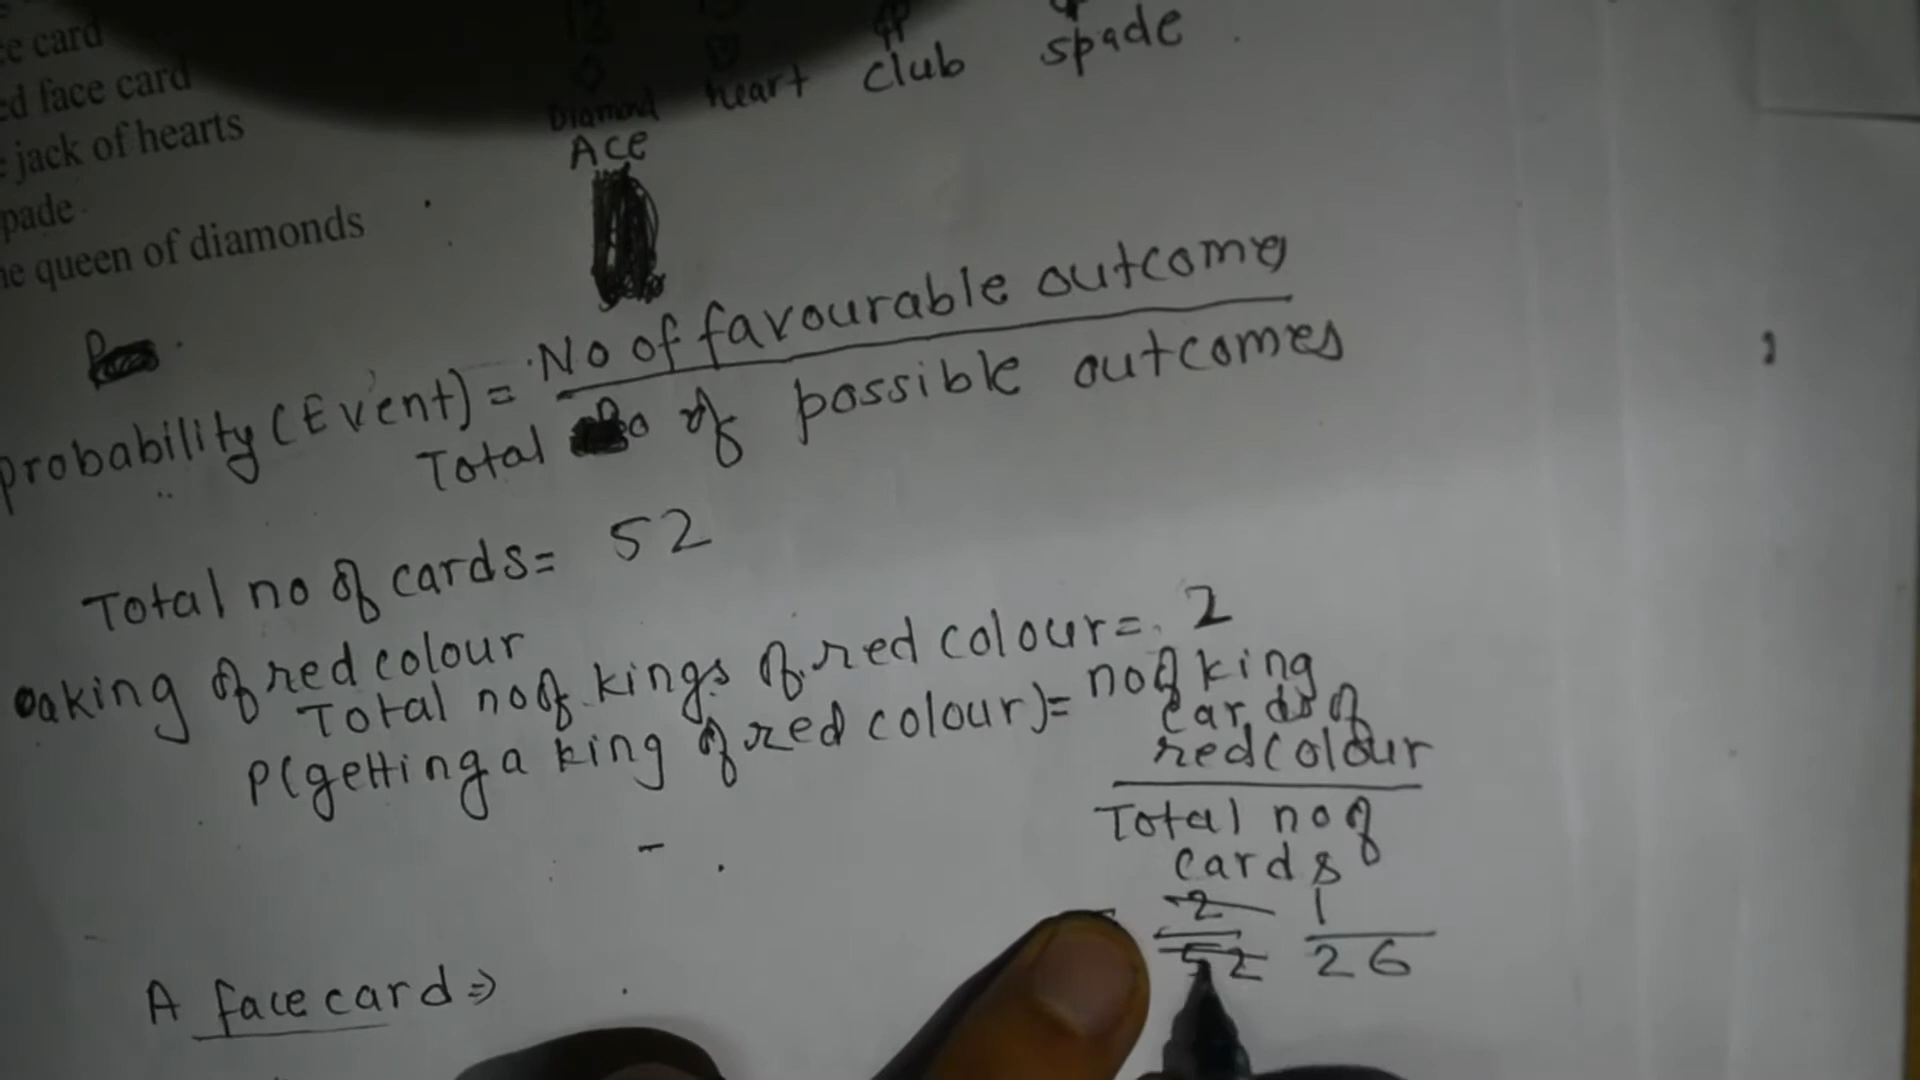 card
face card
jack of hearts
pade
queen of diamonds
Diamond heart club spade
Ace
probability (Event) = No of favourable outcomes
Total no of possible outcomes
Total no of cards = 52
aking of red colour
Total no of kings of red colour = 2
P(getting a king of red colour) = no of king
cards of
red colour
Total no of
cards
2 1
52 26
A face card ⇒